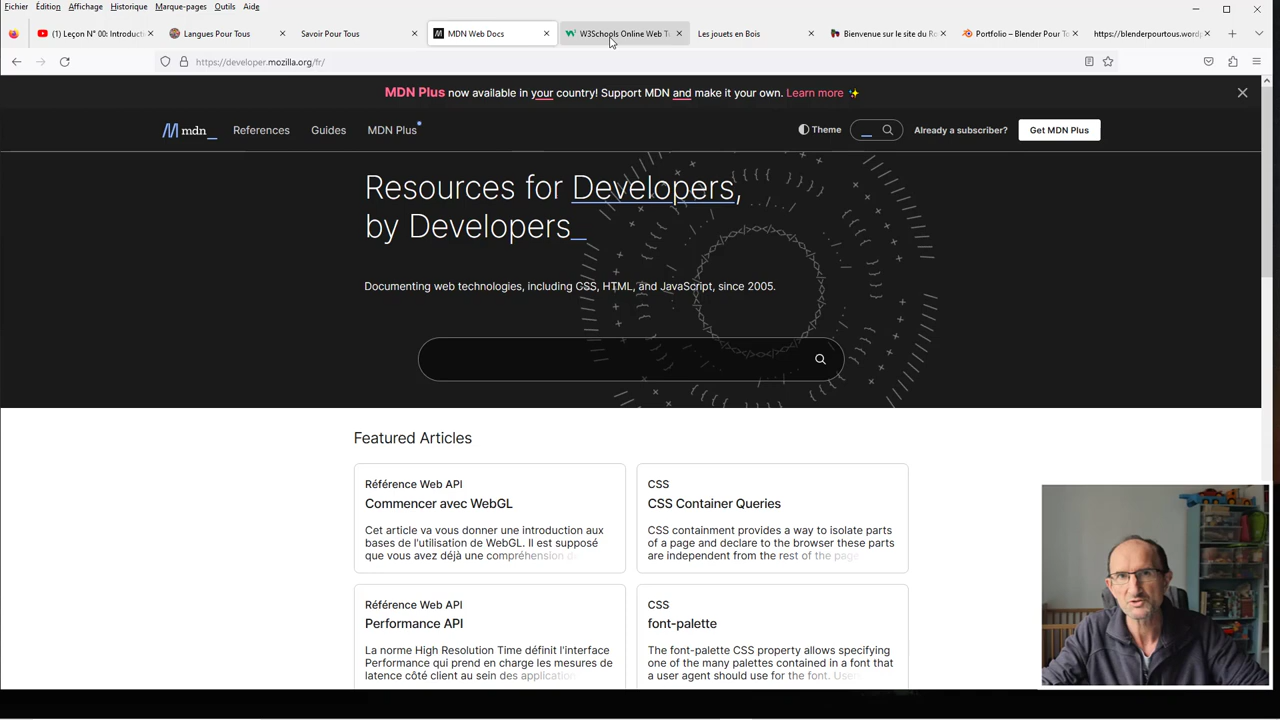 Fichier Édition Affichage Historique Marque-pages Outils Aide
(1) Leçon N° 00: Introduct
Langues Pour Tous
Savoir Pour Tous
MDN Web Docs
W3Schools Online Web T
Les jouets en Bois
Bienvenue sur le site du R
Portfolio – Blender Pour To
https://blenderpourtous.word
https://developer.mozilla.org/fr/
MDN Plus now available in your country! Support MDN and make it your own. Learn more ✨
mdn_ References Guides MDN Plus Theme Already a subscriber? Get MDN Plus
Resources for Developers,
by Developers_
Documenting web technologies, including CSS, HTML, and JavaScript, since 2005.
Featured Articles
Référence Web API
Commencer avec WebGL
Cet article va vous donner une introduction aux
bases de l'utilisation de WebGL. Il est supposé
que vous avez déjà une compréhension de
CSS
CSS Container Queries
CSS containment provides a way to isolate parts
of a page and declare to the browser these parts
are independent from the rest of the page
Référence Web API
Performance API
La norme High Resolution Time définit l'interface
Performance qui prend en charge les mesures de
latence côté client au sein des application
CSS
font-palette
The font-palette CSS property allows specifying
one of the many palettes contained in a font that
a user agent should use for the font. Users